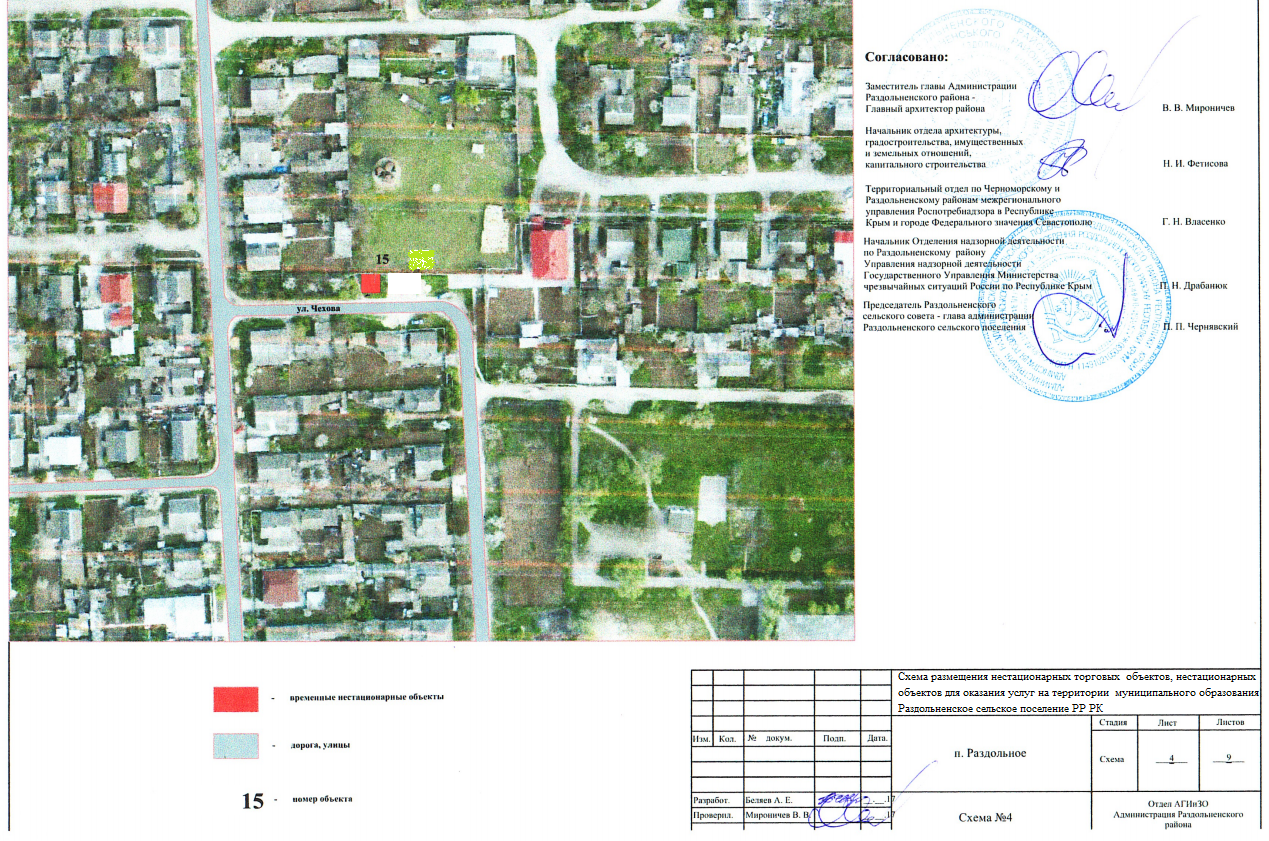 Согласовано:
Заместитель главы Администрации
Раздольненского района -
Главный архитектор района
В. В. Мироничев
Начальник отдела архитектуры,
градостроительства, имущественных
и земельных отношений,
капитального строительства
Н. И. Фетисова
Территориальный отдел по Черноморскому и
Раздольненскому районам межрегионального
управления Роспотребнадзора в Республике
Крым и городе Федерального значения Севастополю
Г. Н. Власенко
Начальник Отделения надзорной деятельности
по Раздольненскому району
Управления надзорной деятельности
Государственного Управления Министерства
чрезвычайных ситуаций России по Республике Крым
П. Н. Драбанюк
Председатель Раздольненского
сельского совета - глава администрации
Раздольненского сельского поселения
П. П. Чернявский
15
ул. Чехова
- временные нестационарные объекты
- дорога, улицы
15 - номер объекта
Схема размещения нестационарных торговых объектов, нестационарных
объектов для оказания услуг на территории муниципального образования
Раздольненское сельское поселение РР РК
Изм. Кол. № докум. Подп. Дата.
п. Раздольное
Стадия Лист Листов
Схема 4 9
Разработ. Беляев А. Е. .17
Проверил. Мироничев В. В. .17
Схема №4
Отдел АГИиЗО
Администрация Раздольненского
района